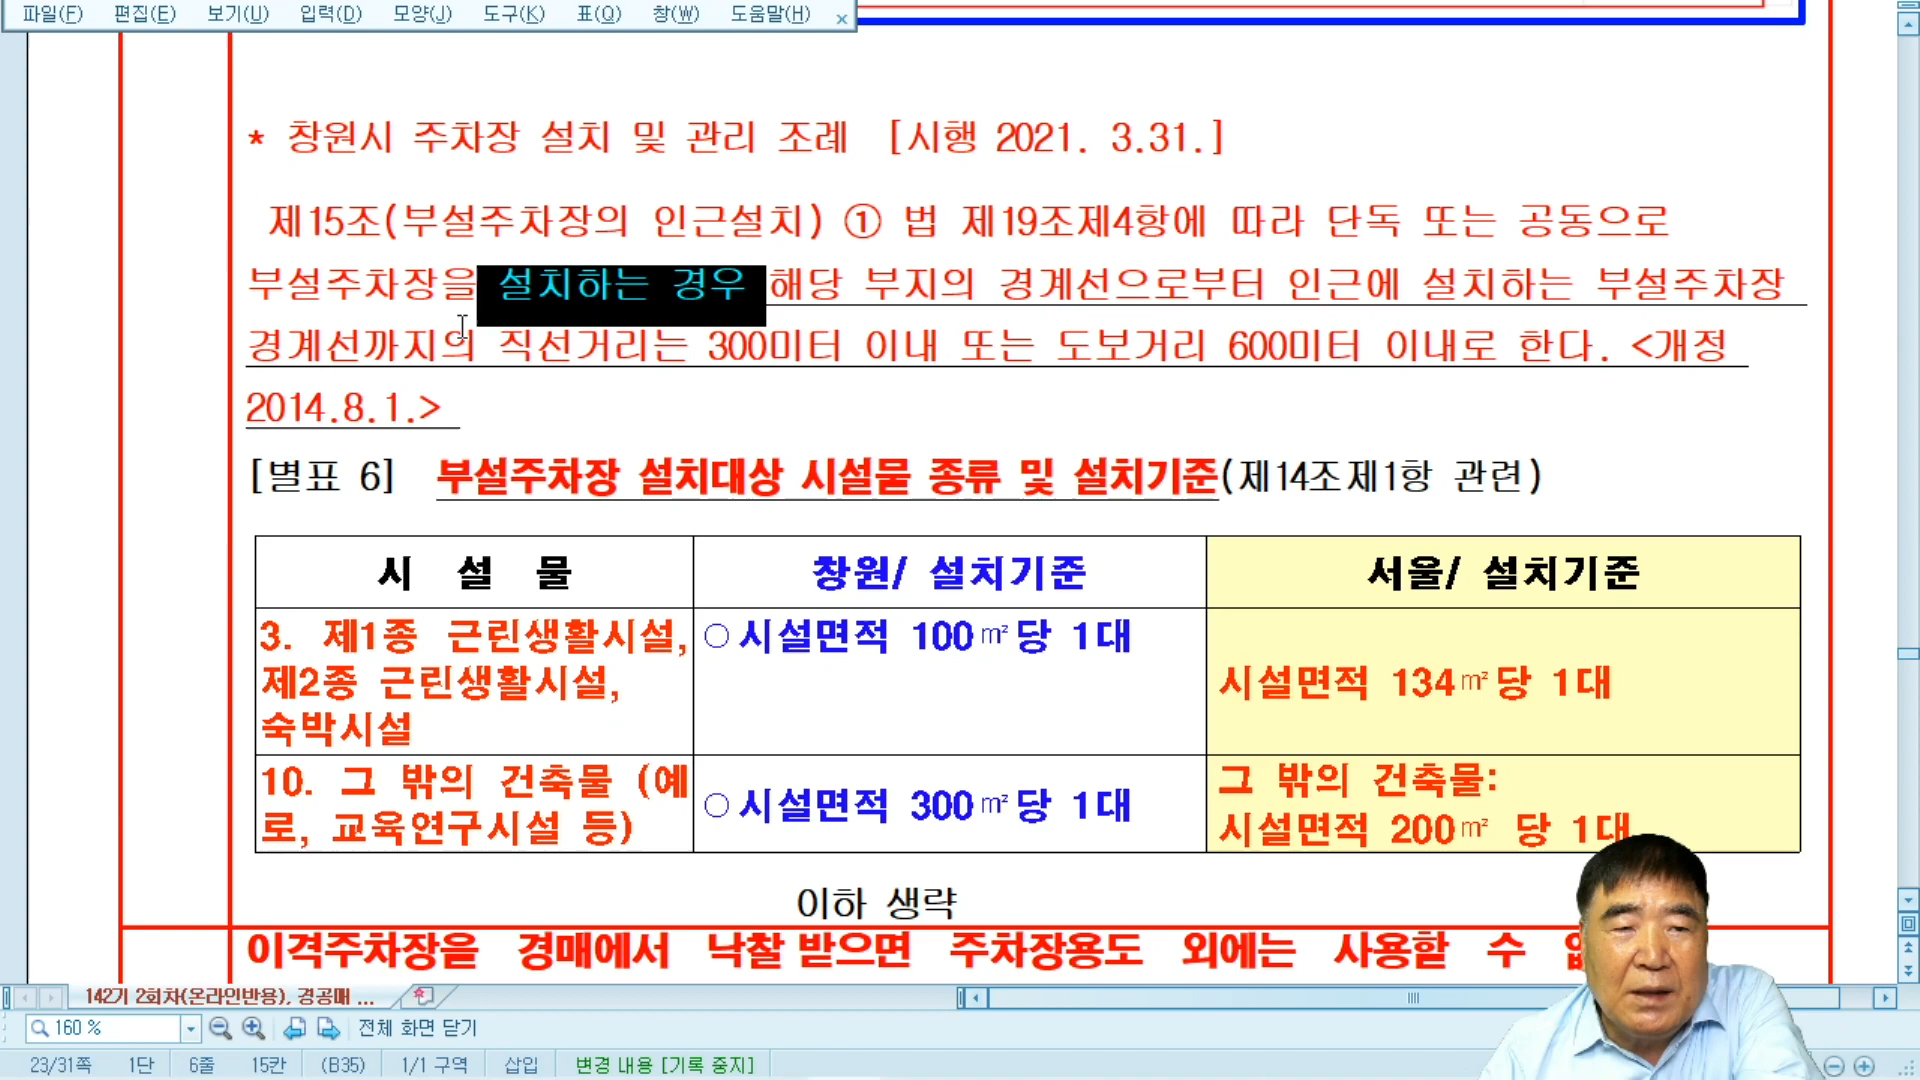 파일(F) 편집(E) 보기(U) 입력(D) 모양(J) 도구(K) 표(Q) 창(W) 도움말(H) x
* 창원시 주차장 설치 및 관리 조례 [시행 2021. 3.31.]
제15조(부설주차장의 인근설치) ① 법 제19조제4항에 따라 단독 또는 공동으로
부설주차장을 설치하는 경우 해당 부지의 경계선으로부터 인근에 설치하는 부설주차장
경계선까지의 직선거리는 300미터 이내 또는 도보거리 600미터 이내로 한다. <개정
2014.8.1.>
[별표 6] 부설주차장 설치대상 시설물 종류 및 설치기준(제14조제1항 관련)
시 설 물 창원/ 설치기준 서울/ 설치기준
3. 제1종 근린생활시설, ○시설면적 100㎡당 1대
제2종 근린생활시설, 시설면적 134㎡당 1대
숙박시설
10. 그 밖의 건축물 (예 그 밖의 건축물:
○시설면적 300㎡당 1대
로, 교육연구시설 등) 시설면적 200㎡ 당 1대
이하 생략
이격주차장을 경매에서 낙찰 받으면 주차장용도 외에는 사용할 수
142기 2회차(온라인반용), 경공매 ...
160 % 전체 화면 닫기
23/31쪽 1단 6줄 15칸 (B35) 1/1 구역 삽입 변경 내용 [기록 중지]